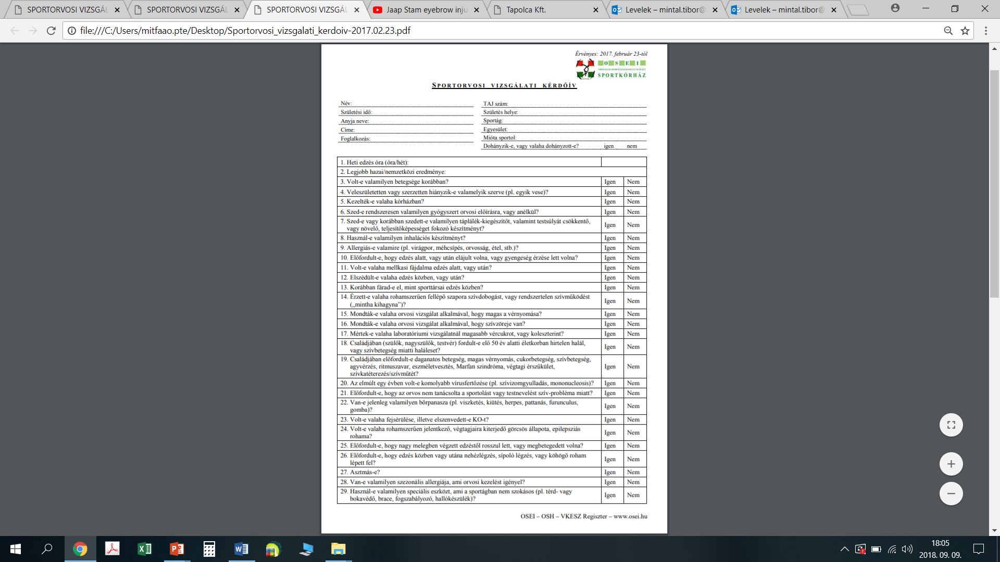 SPORTORVOSI VIZSGÁL
SPORTORVOSI VIZSGÁL
SPORTORVOSI VIZSGÁL
Jaap Stam eyebrow inju
Tapolca Kft.
Levelek – mintal.tibor@
Levelek – mintal.tibor@
file:///C:/Users/mitfaao.pte/Desktop/Sportorvosi_vizsgalati_kerdoiv-2017.02.23.pdf
Érvényes: 2017. február 23-tól
OSEI
ORSZÁGOS SPORTEGÉSZSÉGÜGYI INTÉZET
SPORTKÓRHÁZ
SPORTORVOSI VIZSGÁLATI KÉRDŐÍV
Név:
Születési idő:
Anyja neve:
Címe:
Foglalkozás:
TAJ szám:
Születés helye:
Sportág:
Egyesület:
Mióta sportol:
Dohányzik-e, vagy valaha dohányzott-e? igen nem
1. Heti edzés óra (óra/hét):
2. Legjobb hazai/nemzetközi eredménye:
3. Volt-e valamilyen betegsége korábban? Igen Nem
4. Veleszületetten vagy szerzetten hiányzik-e valamelyik szerve (pl. egyik vese)? Igen Nem
5. Kezelték-e valaha kórházban? Igen Nem
6. Szed-e rendszeresen valamilyen gyógyszert orvosi előírásra, vagy anélkül? Igen Nem
7. Szed-e vagy korábban szedett-e valamilyen táplálék-kiegészítőt, valamint testsúlyát csökkentő,
vagy növelő, teljesítőképességet fokozó készítményt? Igen Nem
8. Használ-e valamilyen inhalációs készítményt? Igen Nem
9. Allergiás-e valamire (pl. virágpor, méhcsípés, orvosság, étel, stb.)? Igen Nem
10. Előfordult-e, hogy edzés alatt, vagy után elájult volna, vagy gyengeség érzése lett volna? Igen Nem
11. Volt-e valaha mellkasi fájdalma edzés alatt, vagy után? Igen Nem
12. Elszédült-e valaha edzés közben, vagy után? Igen Nem
13. Korábban fárad-e el, mint sporttársai edzés közben? Igen Nem
14. Érzett-e valaha rohamszerűen fellépő szapora szívdobogást, vagy rendszertelen szívműködést
(„mintha kihagyna”)? Igen Nem
15. Mondták-e valaha orvosi vizsgálat alkalmával, hogy magas a vérnyomása? Igen Nem
16. Mondták-e valaha orvosi vizsgálat alkalmával, hogy szívzöreje van? Igen Nem
17. Mértek-e valaha laboratóriumi vizsgálatnál magasabb vércukrot, vagy koleszterint? Igen Nem
18. Családjában (szülők, nagyszülők, testvér) fordult-e elő 50 év alatti életkorban hirtelen halál,
vagy szívbetegség miatti haláleset? Igen Nem
19. Családjában előfordult-e daganatos betegség, magas vérnyomás, cukorbetegség, szívbetegség,
agyvérzés, ritmuszavar, eszméletvesztés, Marfan szindróma, végtagi érszűkület, Igen Nem
szívkatéterezés/szívműtét?
20. Az elmúlt egy évben volt-e komolyabb vírusfertőzése (pl. szívizomgyulladás, mononucleosis)? Igen Nem
21. Előfordult-e, hogy az orvos nem tanácsolta a sportolást vagy testnevelést szív-probléma miatt? Igen Nem
22. Van-e jelenleg valamilyen bőrpanasza (pl. viszketés, kiütés, herpes, pattanás, furunculus,
gomba)? Igen Nem
23. Volt-e valaha fejsérülése, illetve elszenvedett-e KO-t? Igen Nem
24. Volt-e valaha rohamszerűen jelentkező, végtagjaira kiterjedő görcsös állapota, epilepsziás
rohama? Igen Nem
25. Előfordult-e, hogy nagy melegben végzett edzéstől rosszul lett, vagy megbetegedett volna? Igen Nem
26. Előfordult-e, hogy edzés közben vagy utána nehézlégzés, sípoló légzés, vagy köhögő roham
lépett fel? Igen Nem
27. Asztmás-e? Igen Nem
28. Van-e valamilyen szezonális allergiája, ami orvosi kezelést igényel? Igen Nem
29. Használ-e valamilyen speciális eszközt, ami a sportágban nem szokásos (pl. térd- vagy
bokavédő, brace, fogszabályozó, hallókészülék)? Igen Nem
OSEI – OSH – VKESZ Regiszter – www.osei.hu
18:05
2018. 09. 09.